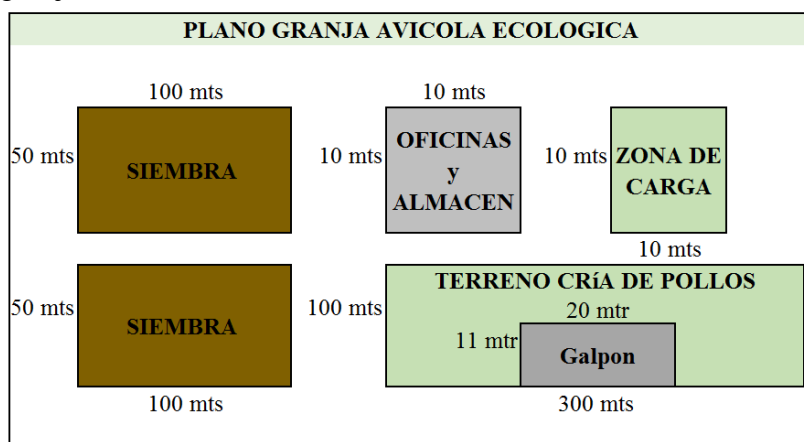 PLANO GRANJA AVICOLA ECOLOGICA
100 mts
10 mts
50 mts
SIEMBRA
10 mts
OFICINAS
y
ALMACEN
10 mts
ZONA DE
CARGA
10 mts
50 mts
SIEMBRA
100 mts
100 mts
TERRENO CRíA DE POLLOS
20 mtr
11 mtr
Galpon
300 mts